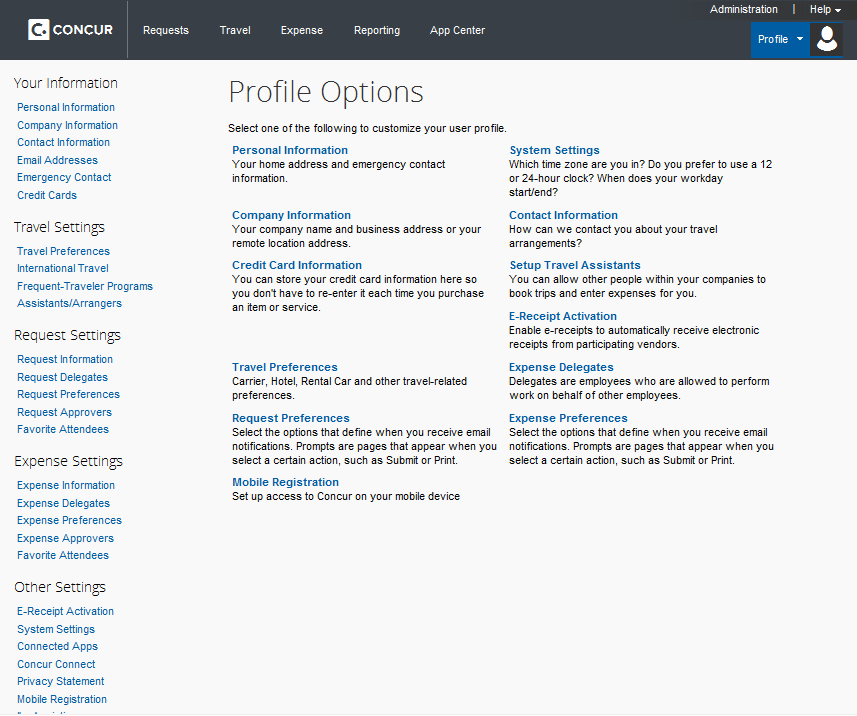 Administration | Help
CONCUR
Requests Travel Expense Reporting App Center
Profile
Your Information
Personal Information
Company Information
Contact Information
Email Addresses
Emergency Contact
Credit Cards
Travel Settings
Travel Preferences
International Travel
Frequent-Traveler Programs
Assistants/Arrangers
Request Settings
Request Information
Request Delegates
Request Preferences
Request Approvers
Favorite Attendees
Expense Settings
Expense Information
Expense Delegates
Expense Preferences
Expense Approvers
Favorite Attendees
Other Settings
E-Receipt Activation
System Settings
Connected Apps
Concur Connect
Privacy Statement
Mobile Registration
Profile Options
Select one of the following to customize your user profile.
Personal Information
Your home address and emergency contact
information.
System Settings
Which time zone are you in? Do you prefer to use a 12
or 24-hour clock? When does your workday
start/end?
Company Information
Your company name and business address or your
remote location address.
Contact Information
How can we contact you about your travel
arrangements?
Credit Card Information
You can store your credit card information here so
you don't have to re-enter it each time you purchase
an item or service.
Setup Travel Assistants
You can allow other people within your companies to
book trips and enter expenses for you.
E-Receipt Activation
Enable e-receipts to automatically receive electronic
receipts from participating vendors.
Travel Preferences
Carrier, Hotel, Rental Car and other travel-related
preferences.
Expense Delegates
Delegates are employees who are allowed to perform
work on behalf of other employees.
Request Preferences
Select the options that define when you receive email
notifications. Prompts are pages that appear when you
select a certain action, such as Submit or Print.
Expense Preferences
Select the options that define when you receive email
notifications. Prompts are pages that appear when you
select a certain action, such as Submit or Print.
Mobile Registration
Set up access to Concur on your mobile device